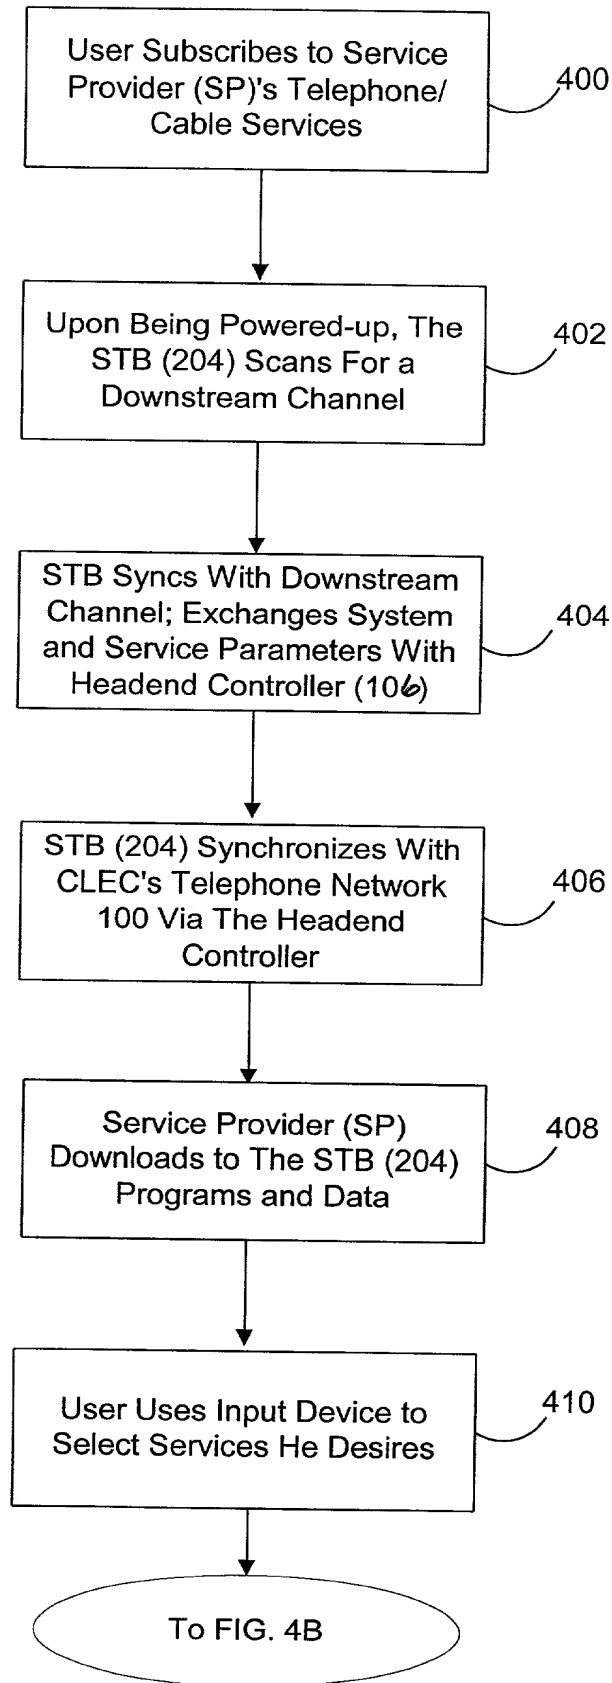 User Subscribes to Service
Provider (SP)'s Telephone/
Cable Services
400
Upon Being Powered-up, The
STB (204) Scans For a
Downstream Channel
402
STB Syncs With Downstream
Channel; Exchanges System
and Service Parameters With
Headend Controller (106)
404
STB (204) Synchronizes With
CLEC's Telephone Network
100 Via The Headend
Controller
406
Service Provider (SP)
Downloads to The STB (204)
Programs and Data
408
User Uses Input Device to
Select Services He Desires
410
To FIG. 4B